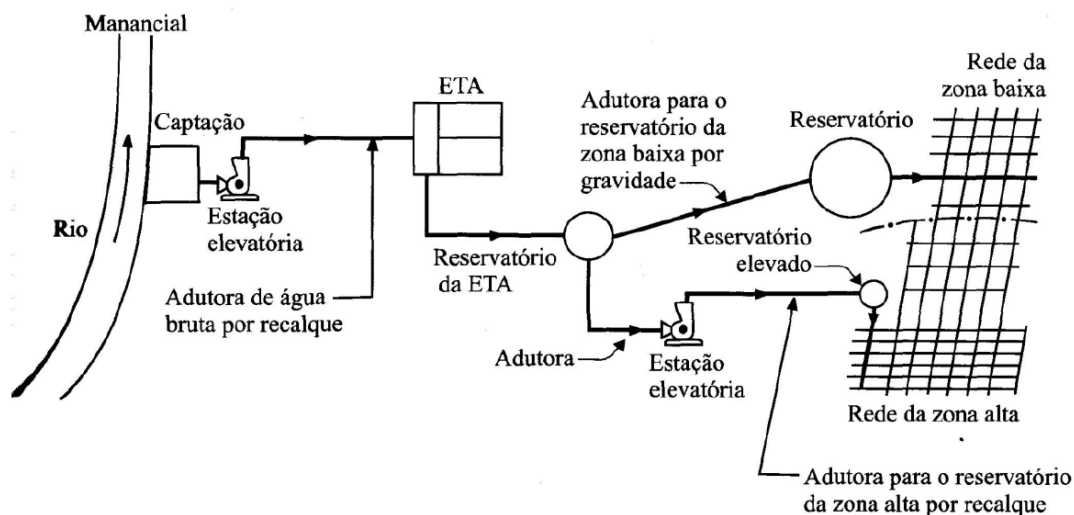 Manancial
Captação
Rio
Estação
elevatória
Adutora de água
bruta por recalque
ETA
Reservatório
da ETA
Adutora para o
reservatório da
zona baixa por
gravidade
Reservatório
Rede da
zona baixa
Reservatório
elevado
Adutora
Estação
elevatória
Rede da zona alta
Adutora para o reservatório
da zona alta por recalque